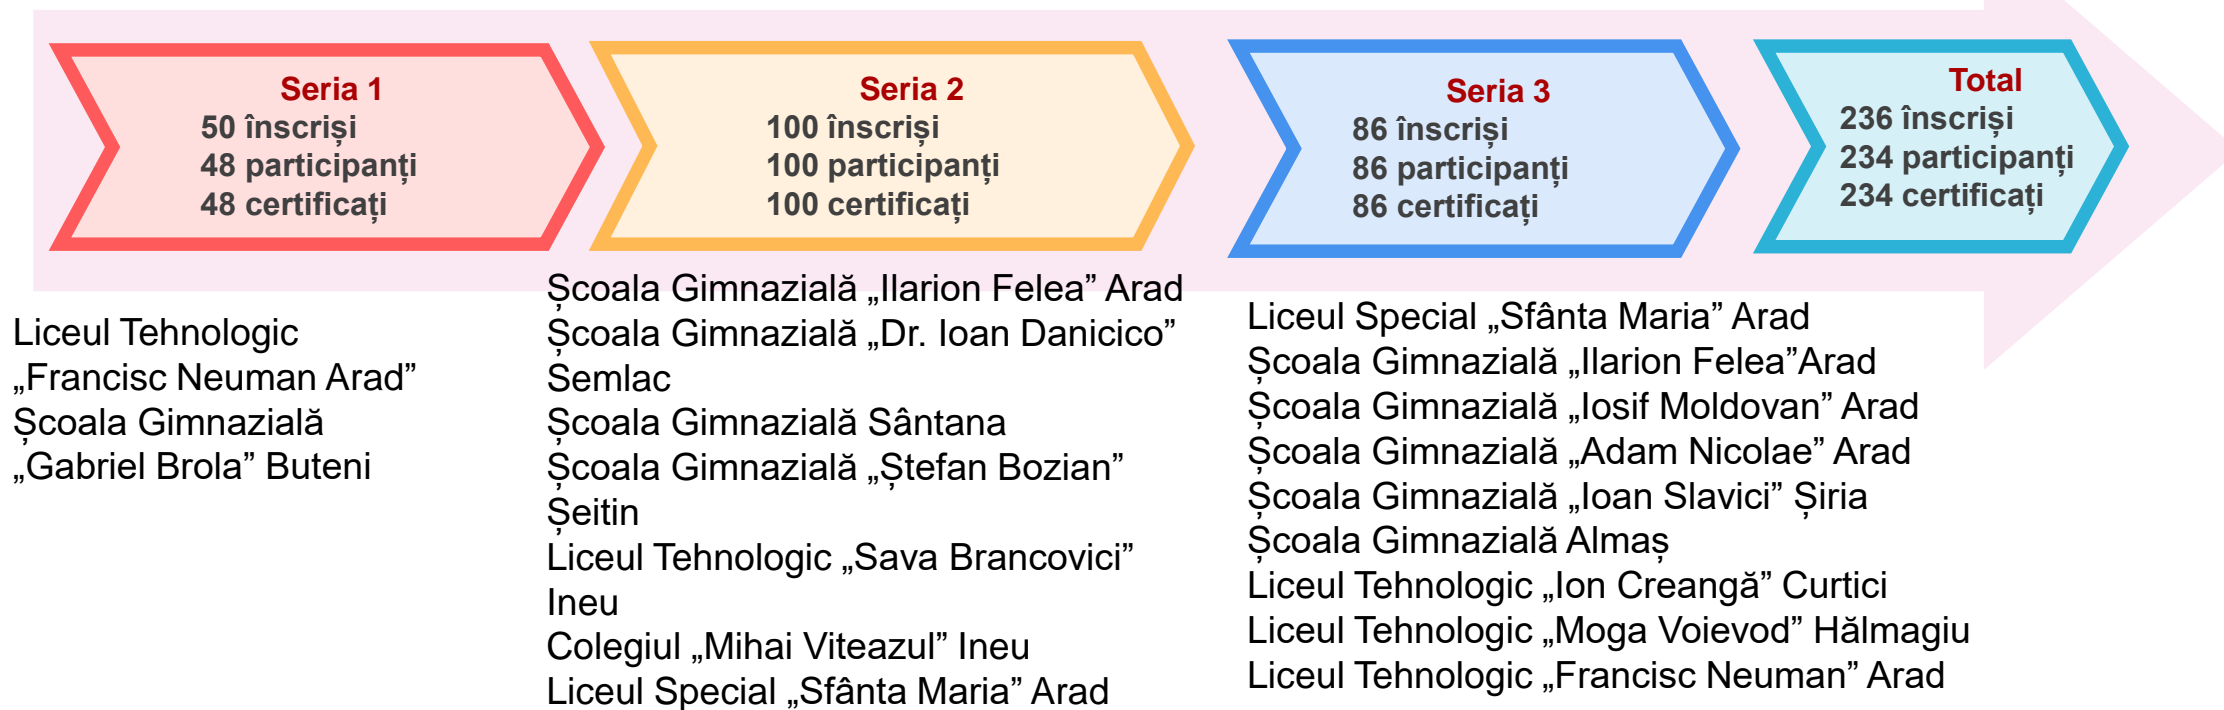 Seria 1
50 înscriși
48 participanți
48 certificați
Seria 2
100 înscriși
100 participanți
100 certificați
Seria 3
86 înscriși
86 participanți
86 certificați
Total
236 înscriși
234 participanți
234 certificați
Liceul Tehnologic
„Francisc Neuman Arad”
Școala Gimnazială
„Gabriel Brola” Buteni
Școala Gimnazială „Ilarion Felea” Arad
Școala Gimnazială „Dr. Ioan Danicico”
Semlac
Școala Gimnazială Sântana
Școala Gimnazială „Ștefan Bozian”
Șeitin
Liceul Tehnologic „Sava Brancovici”
Ineu
Colegiul „Mihai Viteazul” Ineu
Liceul Special „Sfânta Maria” Arad
Liceul Special „Sfânta Maria” Arad
Școala Gimnazială „Ilarion Felea”Arad
Școala Gimnazială „Iosif Moldovan” Arad
Școala Gimnazială „Adam Nicolae” Arad
Școala Gimnazială „Ioan Slavici” Șiria
Școala Gimnazială Almaș
Liceul Tehnologic „Ion Creangă” Curtici
Liceul Tehnologic „Moga Voievod” Hălmagiu
Liceul Tehnologic „Francisc Neuman” Arad